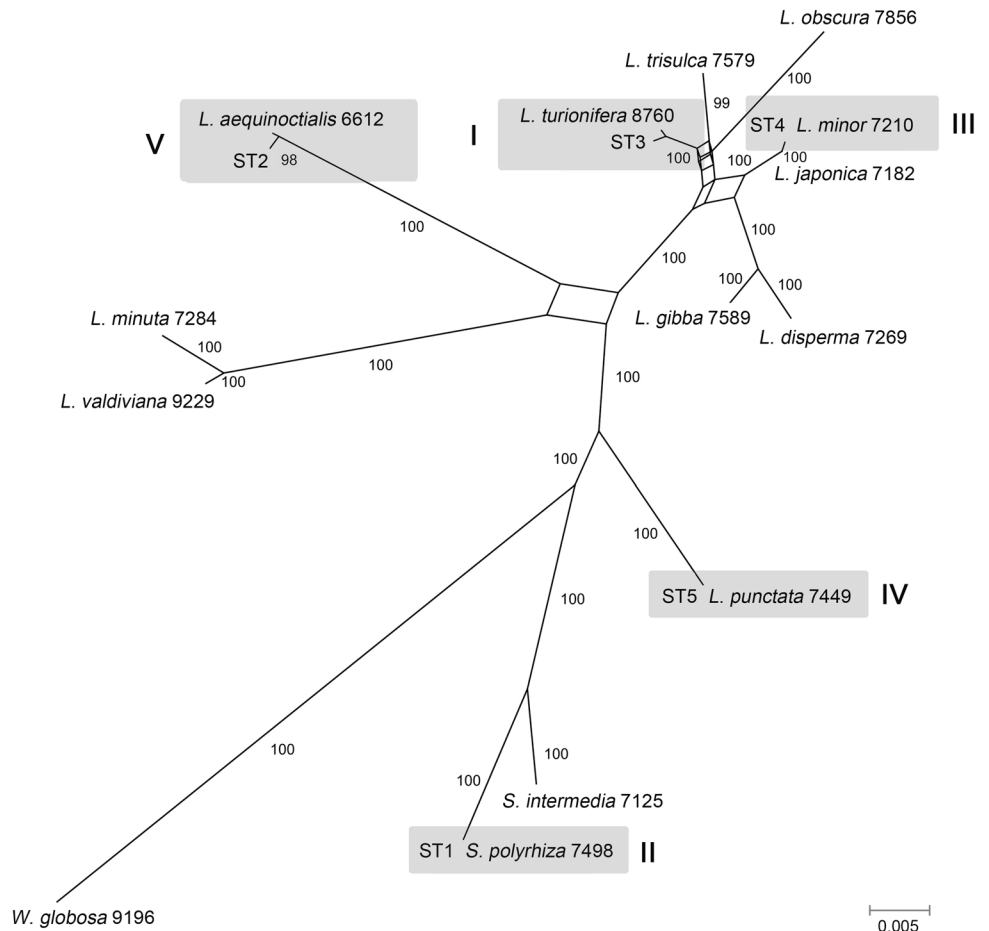 L. obscura 7856
L. trisulca 7579
100
99
L. aequinoctialis 6612
L. turionifera 8760
ST4 L. minor 7210
III
V
I
ST3
ST2 98
100
100
100
L. japonica 7182
100
100
100
100
100
L. minuta 7284
L. gibba 7589
L. disperma 7269
100
100
100
100
L. valdiviana 9229
100
100
100
ST5 L. punctata 7449
IV
100
100
100
100
S. intermedia 7125
ST1 S. polyrhiza 7498
II
W. globosa 9196
0.005